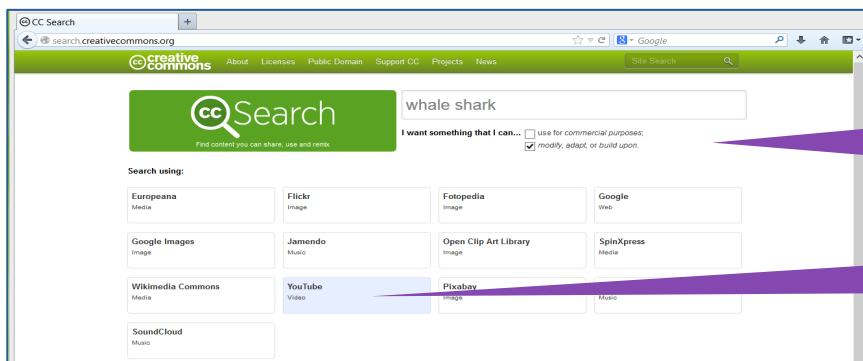 CC Search
search.creativecommons.org
Google
creative commons
About Licenses Public Domain Support CC Projects News
Site Search
cc Search
Find content you can share, use and remix
whale shark
I want something that I can... use for commercial purposes;
modify, adapt, or build upon.
Search using:
Europeana Flickr Fotopedia Google
Media Image Image Web
Google Images Jamendo Open Clip Art Library SpinXpress
Image Music Image Media
Wikimedia Commons YouTube Pixabay
Media Video Image Music
SoundCloud
Music